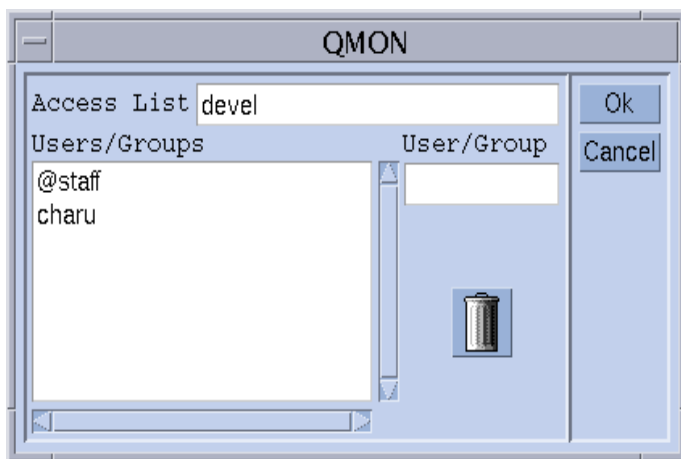 QMON
Access List devel
Ok
Users/Groups
User/Group
Cancel
@staff
charu